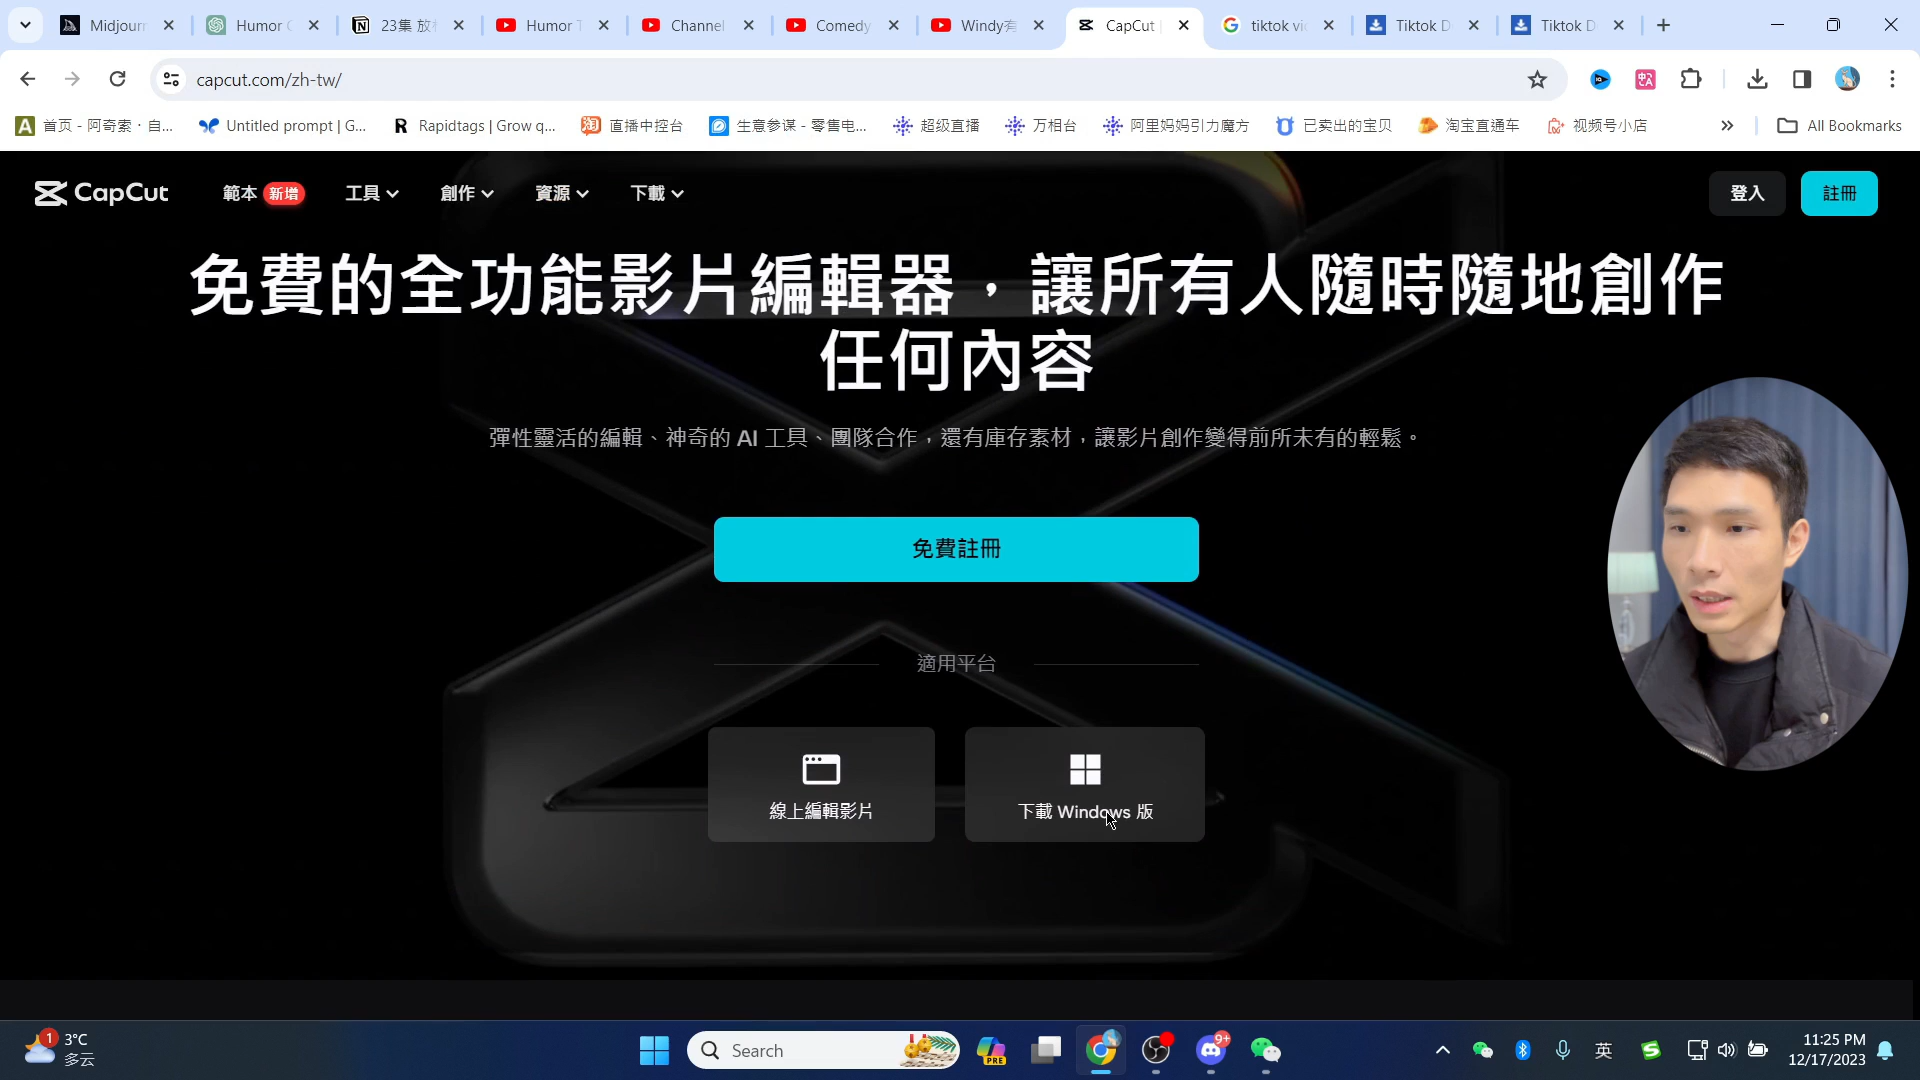 Midjourn
Humor C
23集 放
Humor T
Channel
Comedy
Windy有
CapCut |
tiktok vi
Tiktok D
Tiktok D
capcut.com/zh-tw/
首页 - 阿奇索 · 自...
Untitled prompt | G...
Rapidtags | Grow q...
直播中控台
生意参谋 - 零售电...
超级直播
万相台
阿里妈妈引力魔方
已卖出的宝贝
淘宝直通车
视频号小店
All Bookmarks
CapCut
範本 新增
工具
創作
資源
下載
登入
註冊
免費的全功能影片編輯器，讓所有人隨時隨地創作
任何內容
彈性靈活的編輯、神奇的 AI 工具、團隊合作，還有庫存素材，讓影片創作變得前所未有的輕鬆。
免費註冊
適用平台
線上編輯影片
下載 Windows 版
1
3°C
多云
Search
PRE
9+
英
11:25 PM
12/17/2023